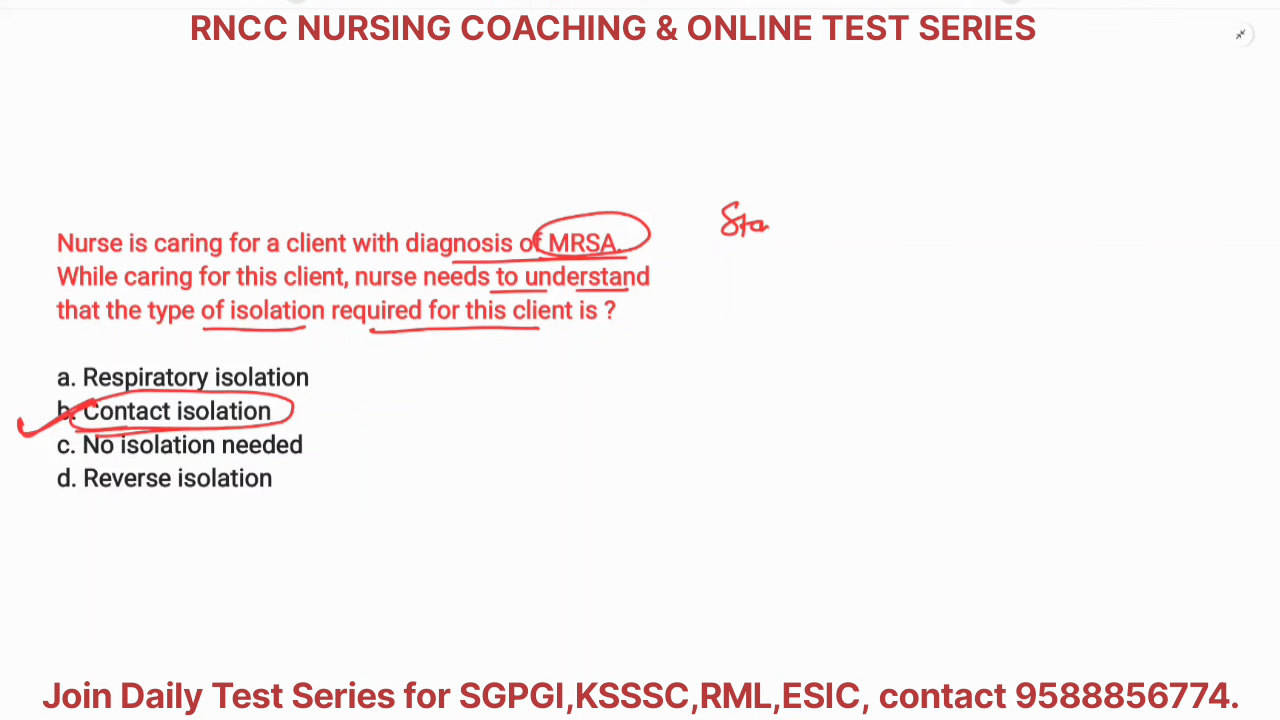 RNCC NURSING COACHING & ONLINE TEST SERIES
Nurse is caring for a client with diagnosis of MRSA.
Sta
While caring for this client, nurse needs to understand
that the type of isolation required for this client is ?
a. Respiratory isolation
b. Contact isolation
c. No isolation needed
d. Reverse isolation
Join Daily Test Series for SGPGI,KSSSC,RML,ESIC, contact 9588856774.